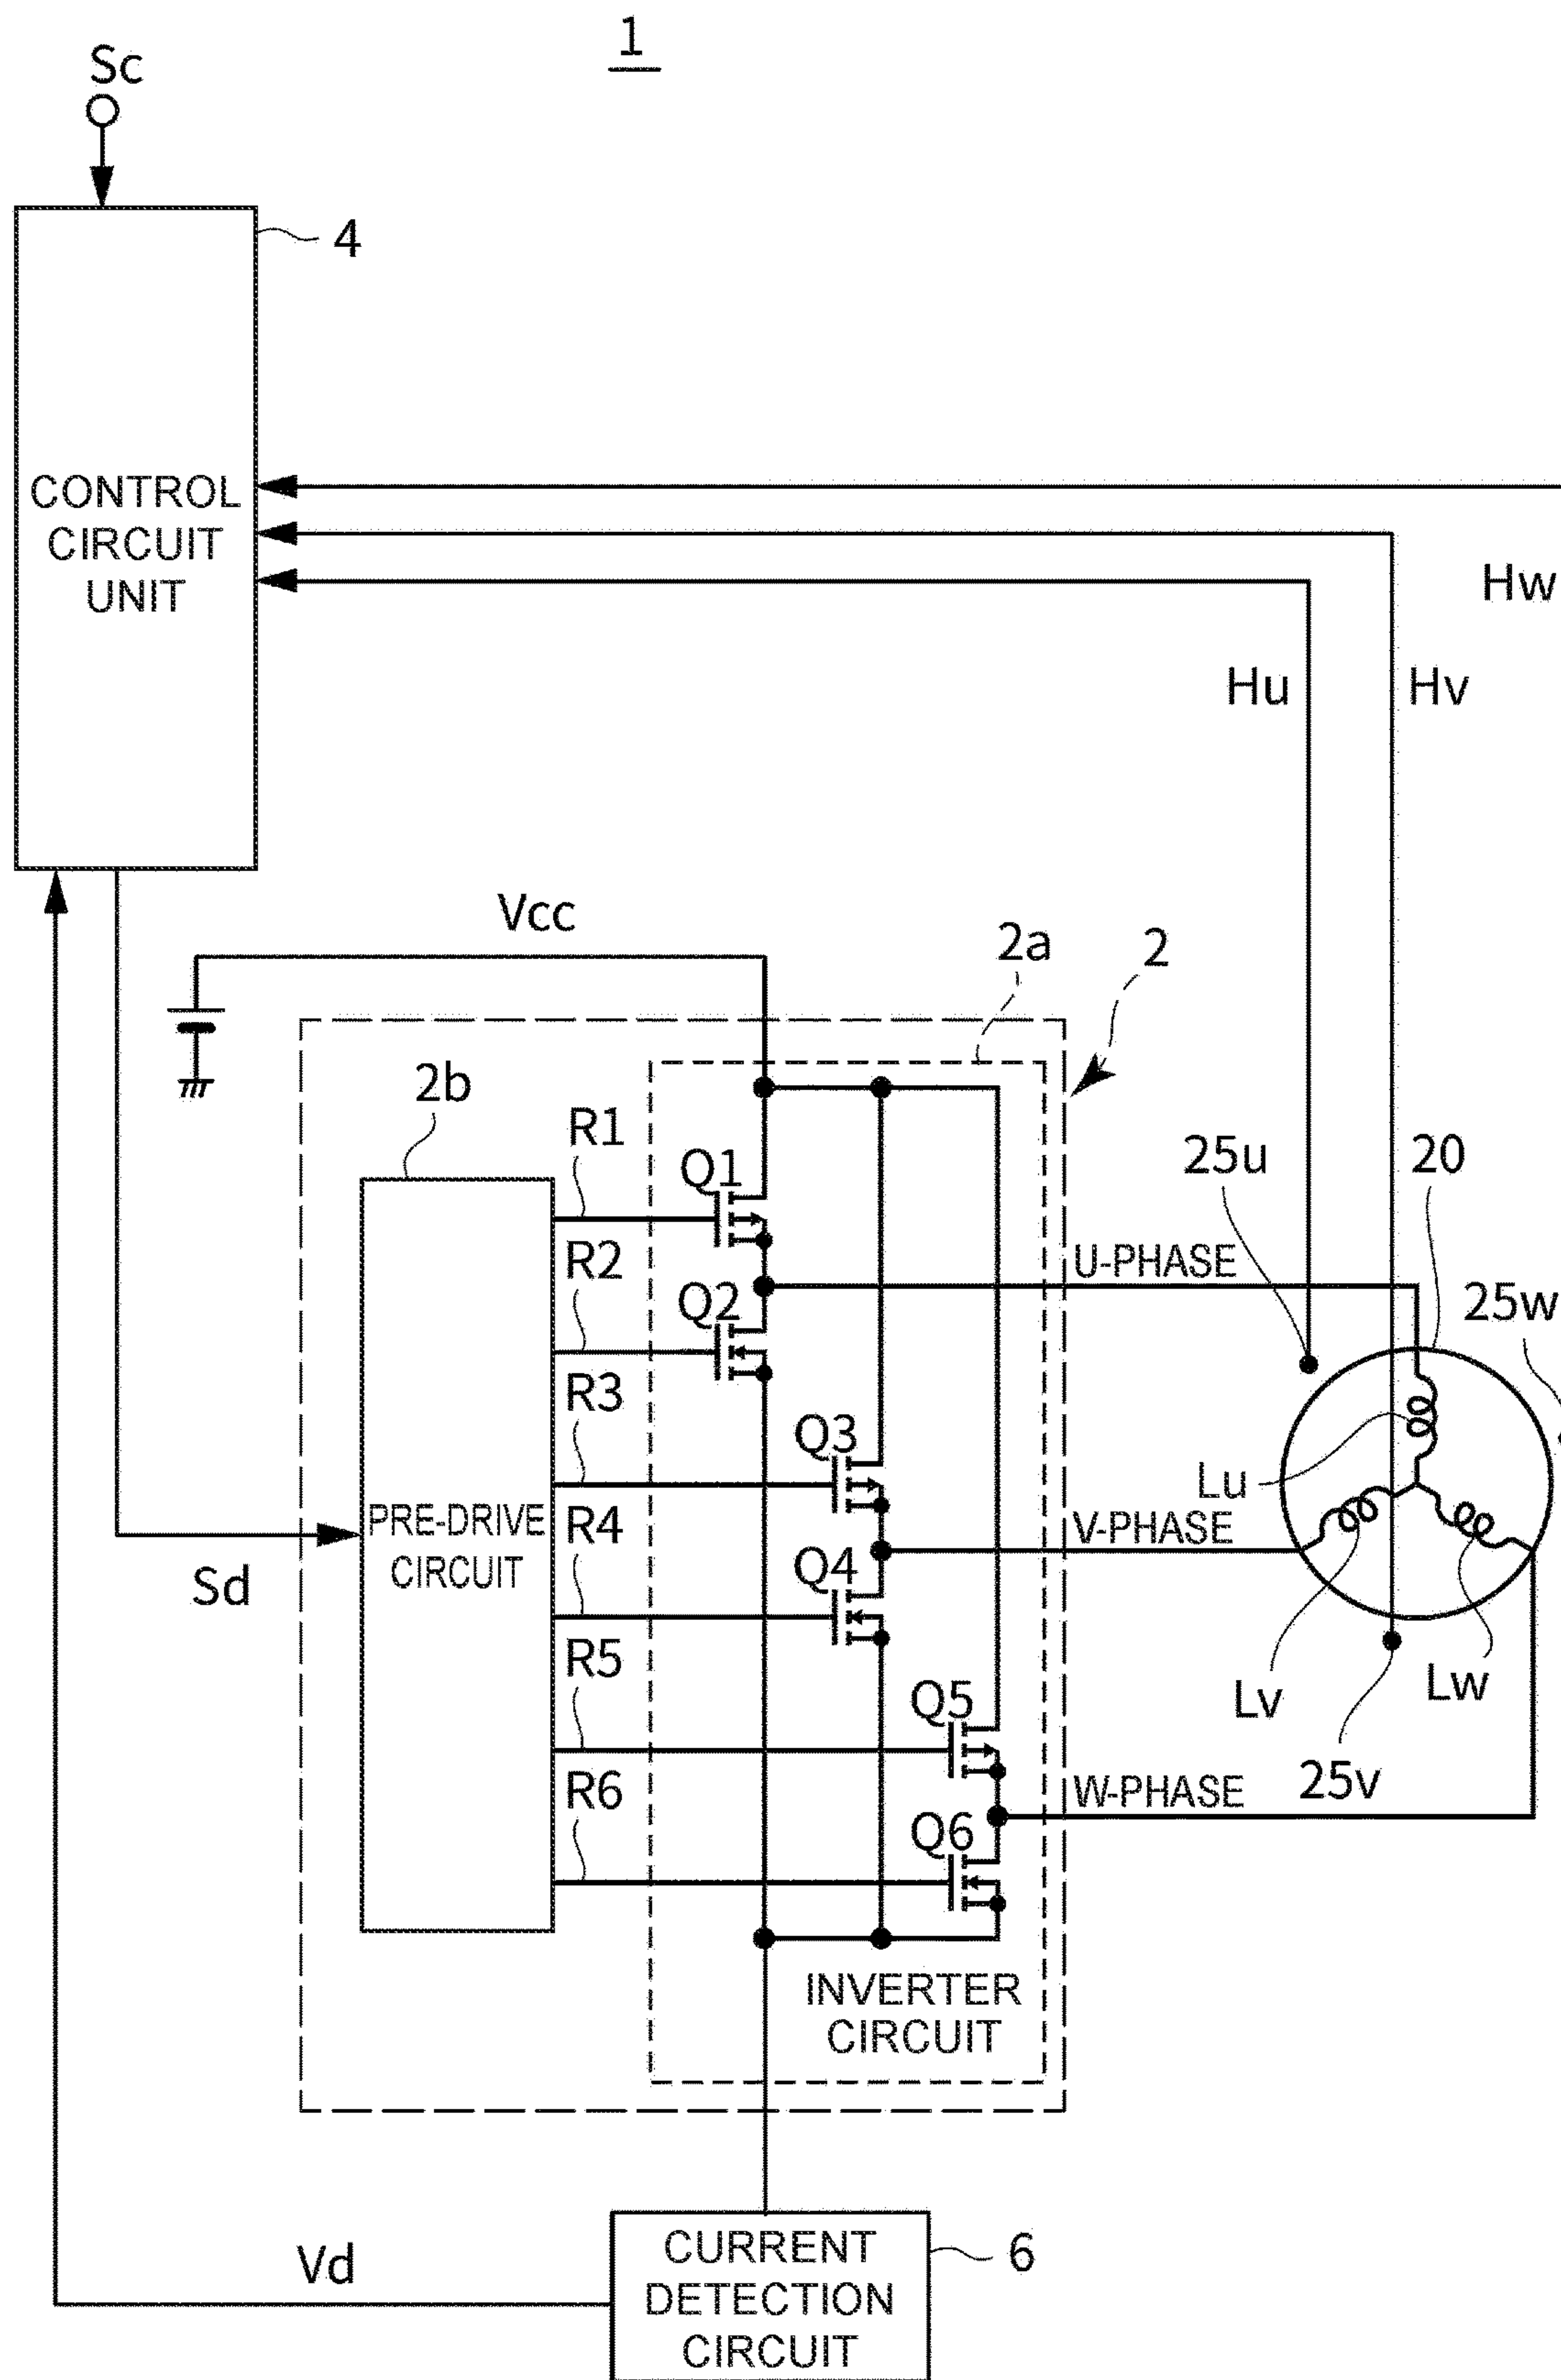 1
Sc
4
CONTROL
CIRCUIT
UNIT
Hw
Hu
Hv
Vcc
2a
2
2b
R1
Q1
25u
20
R2
U-PHASE
Q2
25w
R3
Q3
Lu
PRE-DRIVE
CIRCUIT
R4
V-PHASE
Q4
Sd
R5
Q5
Lv
Lw
R6
W-PHASE
25v
Q6
INVERTER
CIRCUIT
Vd
CURRENT
DETECTION
CIRCUIT
6